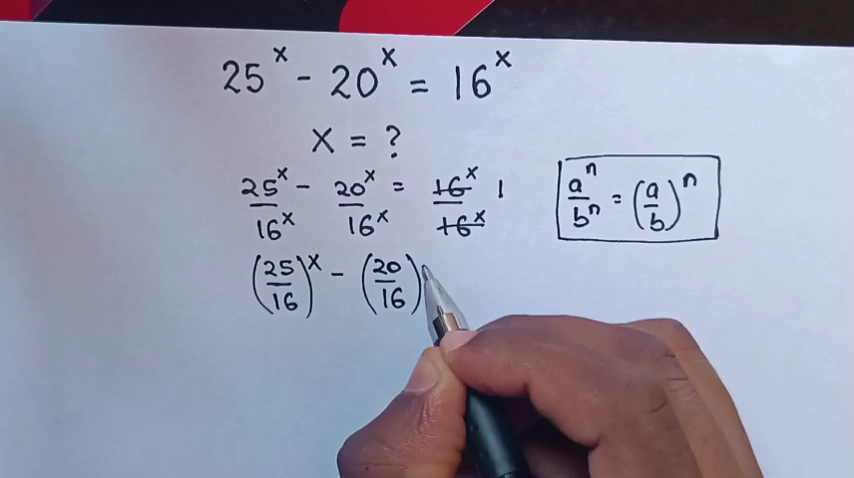 25^x - 20^x = 16^x
x = ?
25^x/16^x - 20^x/16^x = 16^x/16^x 1
a^n/b^n = (a/b)^n
(25/16)^x - (20/16)